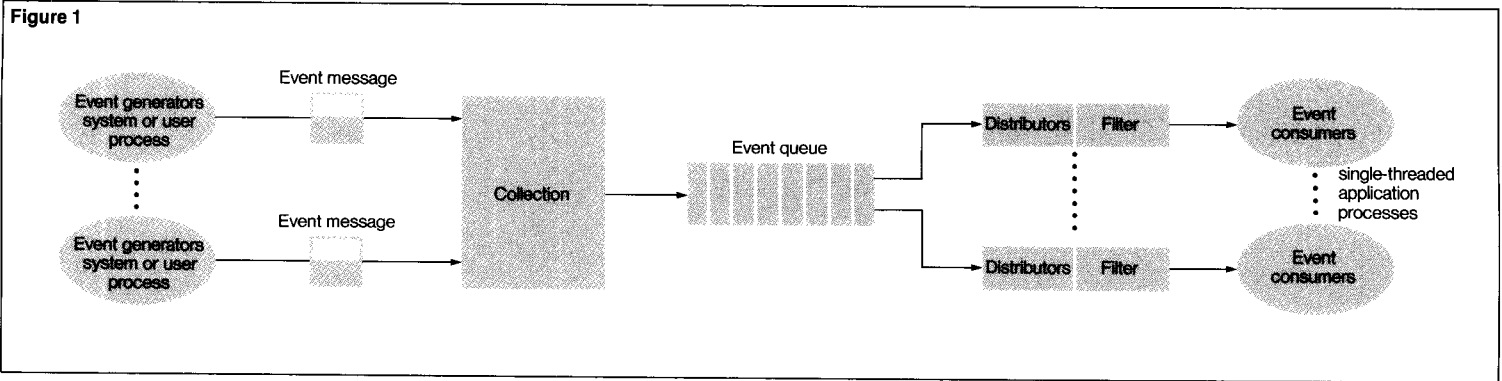 Figure 1
Event message
Event generators
system or user
process
Event message
Event generators
system or user
process
Collection
Event queue
Distributors
Filter
Event
consumers
single-threaded
application
processes
Distributors
Filter
Event
consumers